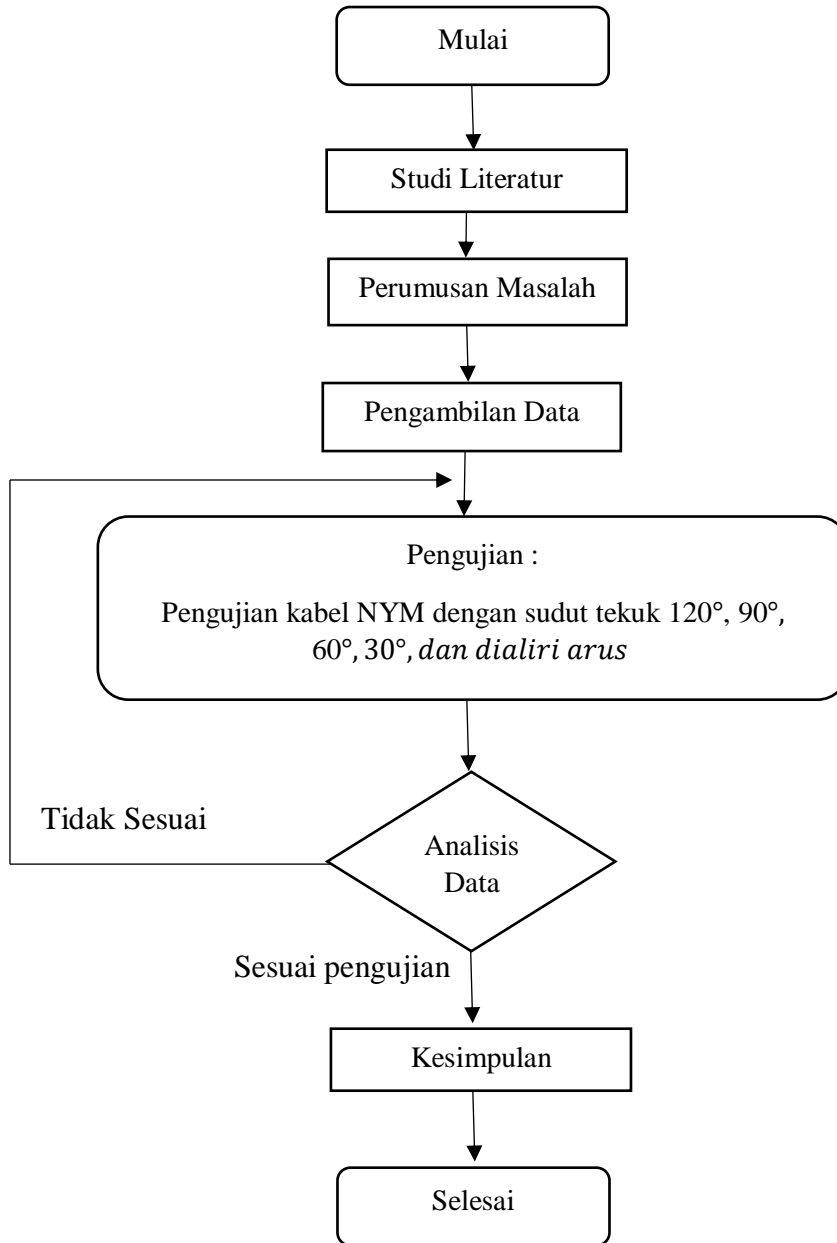 Mulai
Studi Literatur
Perumusan Masalah
Pengambilan Data
Pengujian :
Pengujian kabel NYM dengan sudut tekuk 120°, 90°,
60°, 30°, dan dialiri arus
Tidak Sesuai
Analisis
Data
Sesuai pengujian
Kesimpulan
Selesai